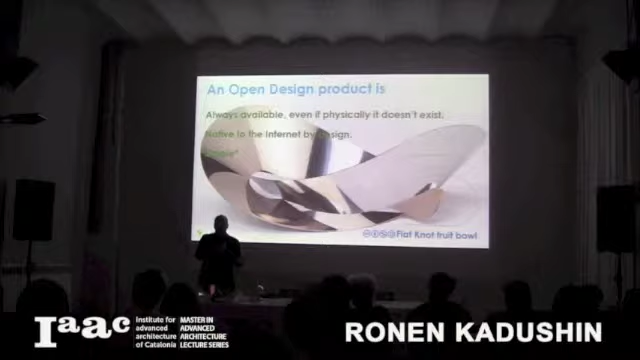 An Open Design product is
Always available, even if physically it doesn't exist.
Native to the Internet by Design.
Flat Knot fruit bowl
Iaac
Institute for
advanced
architecture
of Catalonia
MASTER IN
ADVANCED
ARCHITECTURE
LECTURE SERIES
RONEN KADUSHIN